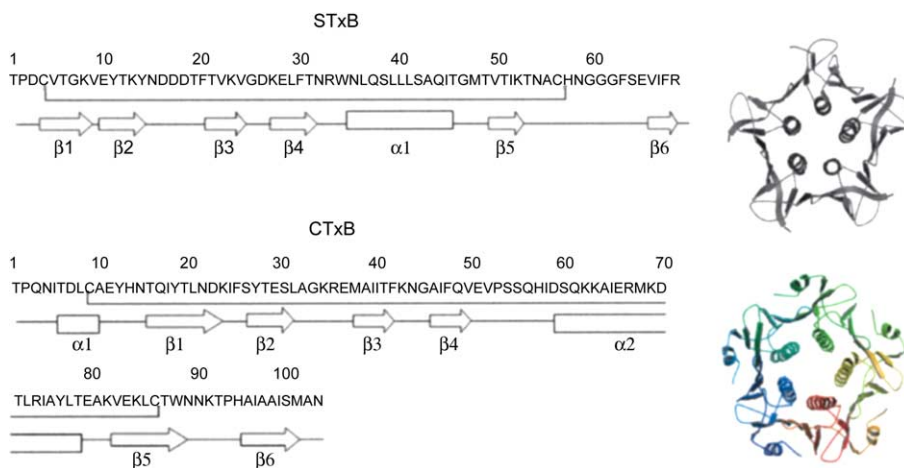 STxB
1 10 20 30 40 50 60
TPDCVTGKVEYTKYNDDDTFTVKVGDKELFTNRWNLQSLLLSAQITGMTVTIKTNACHNGGGFSEVIFR
β1 β2 β3 β4 α1 β5 β6
CTxB
1 10 20 30 40 50 60 70
TPQNITDLCAEYHNTQIYTLNDKIFSYTESLAGKREMAIITFKNGAIFQVEVPSSQHIDSQKKAIERMKD
α1 β1 β2 β3 β4 α2
80 90 100
TLRIAYLTEAKVEKLCTWNNKTPHAIAAISMAN
β5 β6